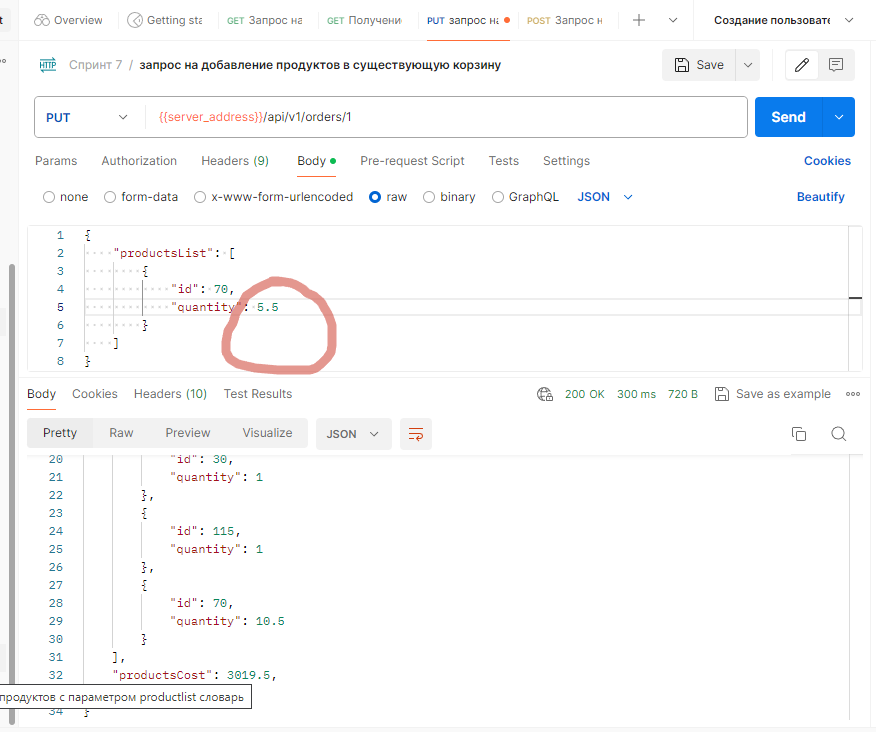 t Overview Getting sta GET Запрос на GET Получени PUT запрос на POST Запрос н Создание пользовате
HTTP Спринт 7 / запрос на добавление продуктов в существующую корзину Save
PUT {{server_address}}/api/v1/orders/1 Send
Params Authorization Headers (9) Body Pre-request Script Tests Settings Cookies
none form-data x-www-form-urlencoded raw binary GraphQL JSON Beautify
1 {
2 "productsList": [
3 {
4 "id": 70,
5 "quantity": 5.5
6 }
7 ]
8 }
Body Cookies Headers (10) Test Results 200 OK 300 ms 720 B Save as example
Pretty Raw Preview Visualize JSON
20 "id": 30,
21 "quantity": 1
22 },
23 {
24 "id": 115,
25 "quantity": 1
26 },
27 {
28 "id": 70,
29 "quantity": 10.5
30 }
31 ],
32 "productsCost": 3019.5,
продуктов с параметром productlist словарь
34 }